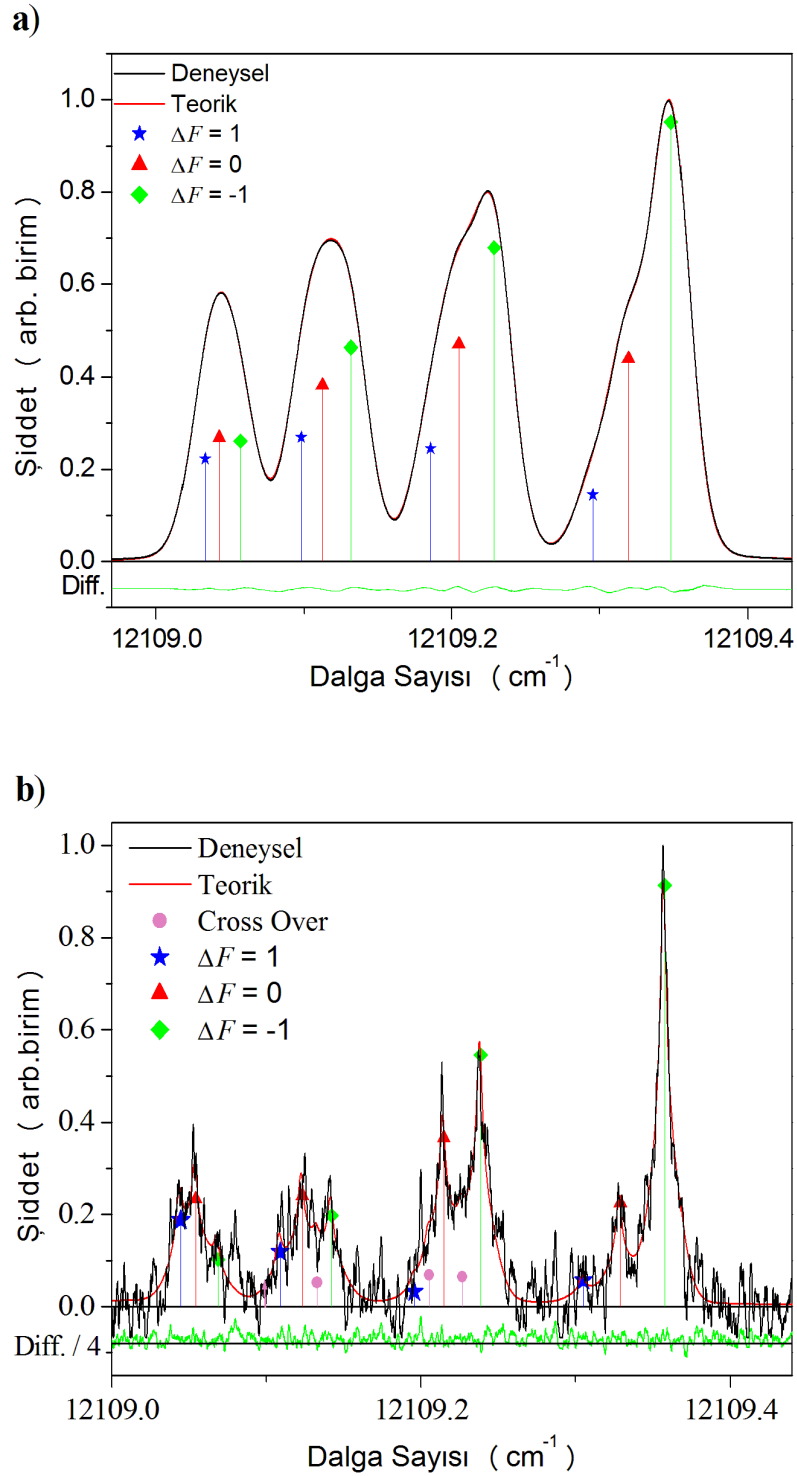 a)
Deneysel
Teorik
ΔF = 1
ΔF = 0
ΔF = -1
1.0
0.8
0.6
0.4
0.2
0.0
Diff.
Şiddet ( arb. birim)
12109.0
12109.2
12109.4
Dalga Sayısı ( cm⁻¹)
b)
Deneysel
Teorik
Cross Over
ΔF = 1
ΔF = 0
ΔF = -1
1.0
0.8
0.6
0.4
0.2
0.0
Diff. / 4
Şiddet ( arb.birim)
12109.0
12109.2
12109.4
Dalga Sayısı ( cm⁻¹)